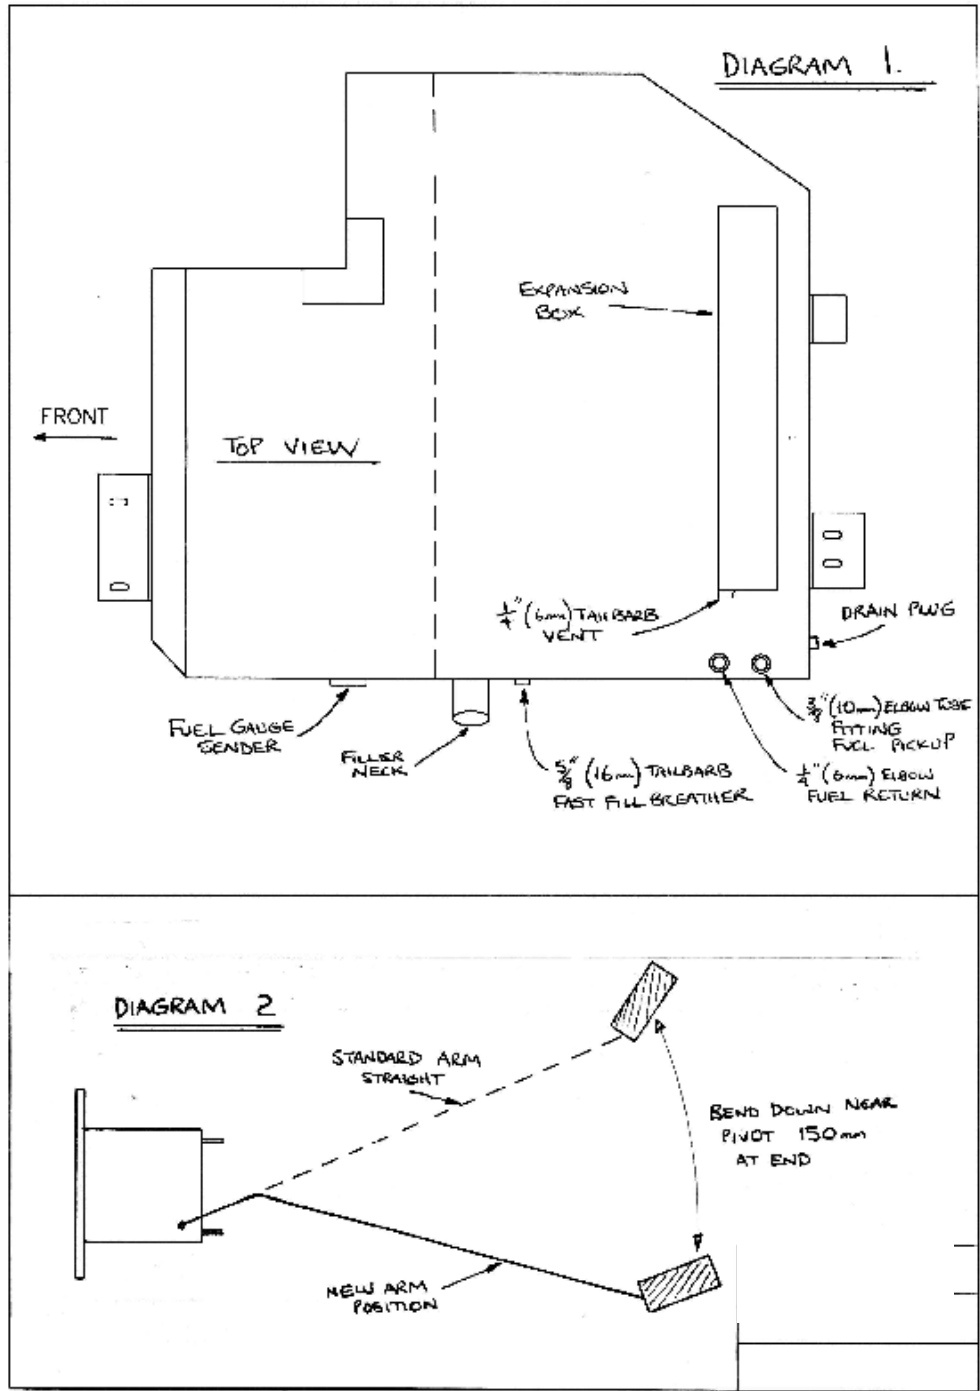 DIAGRAM 1.
EXPANSION
BOX
FRONT
TOP VIEW
1/4" (6mm) TAILBARB
VENT
DRAIN PLUG
FUEL GAUGE
SENDER
FILLER
NECK
5/8" (16mm) TAILBARB
FAST FILL BREATHER
3/8" (10mm) ELBOW TUBE
FITTING
FUEL PICKUP
1/4" (6mm) ELBOW
FUEL RETURN
DIAGRAM 2
STANDARD ARM
STRAIGHT
BEND DOWN NEAR
PIVOT 150mm
AT END
NEW ARM
POSITION